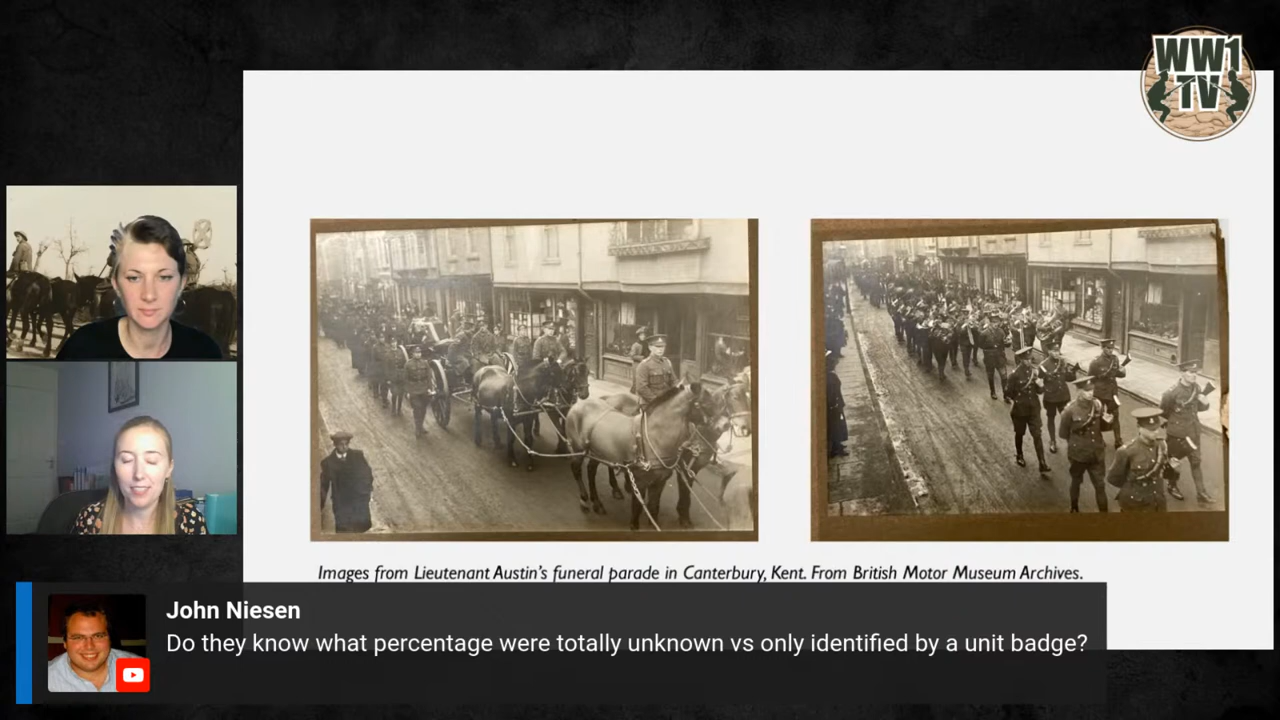 WW1
TV
Images from Lieutenant Austin's funeral parade in Canterbury, Kent. From British Motor Museum Archives.
John Niesen
Do they know what percentage were totally unknown vs only identified by a unit badge?